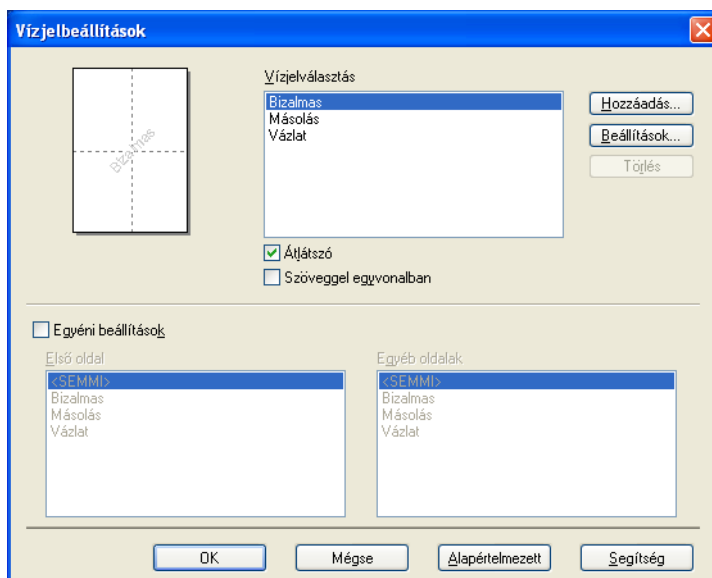 Vízjelbeállítások
Vízjelválasztás
Bizalmas
Bizalmas
Másolás
Vázlat
Hozzáadás...
Beállítások...
Törlés
Átlátszó
Szöveggel egyvonalban
Egyéni beállítások
Első oldal
<SEMMI>
Bizalmas
Másolás
Vázlat
Egyéb oldalak
<SEMMI>
Bizalmas
Másolás
Vázlat
OK
Mégse
Alapértelmezett
Segítség